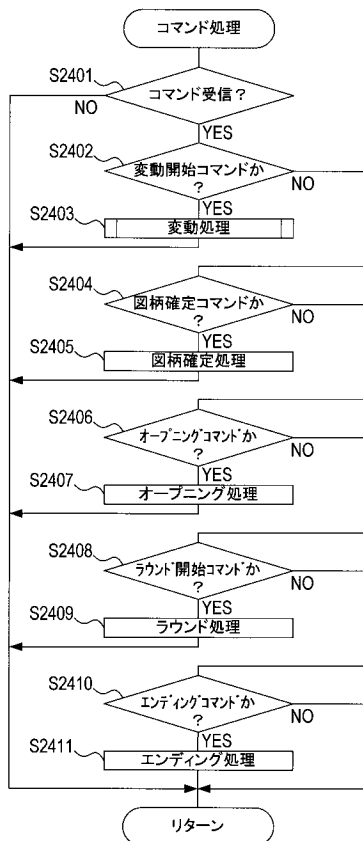 コマンド処理
S2401
コマンド受信?
NO
YES
S2402
変動開始コマンドか
?
NO
YES
S2403
変動処理
S2404
図柄確定コマンドか
?
NO
YES
S2405
図柄確定処理
S2406
オープニングコマンドか
?
NO
YES
S2407
オープニング処理
S2408
ラウンド開始コマンドか
?
NO
YES
S2409
ラウンド処理
S2410
エンディングコマンドか
?
NO
YES
S2411
エンディング処理
リターン